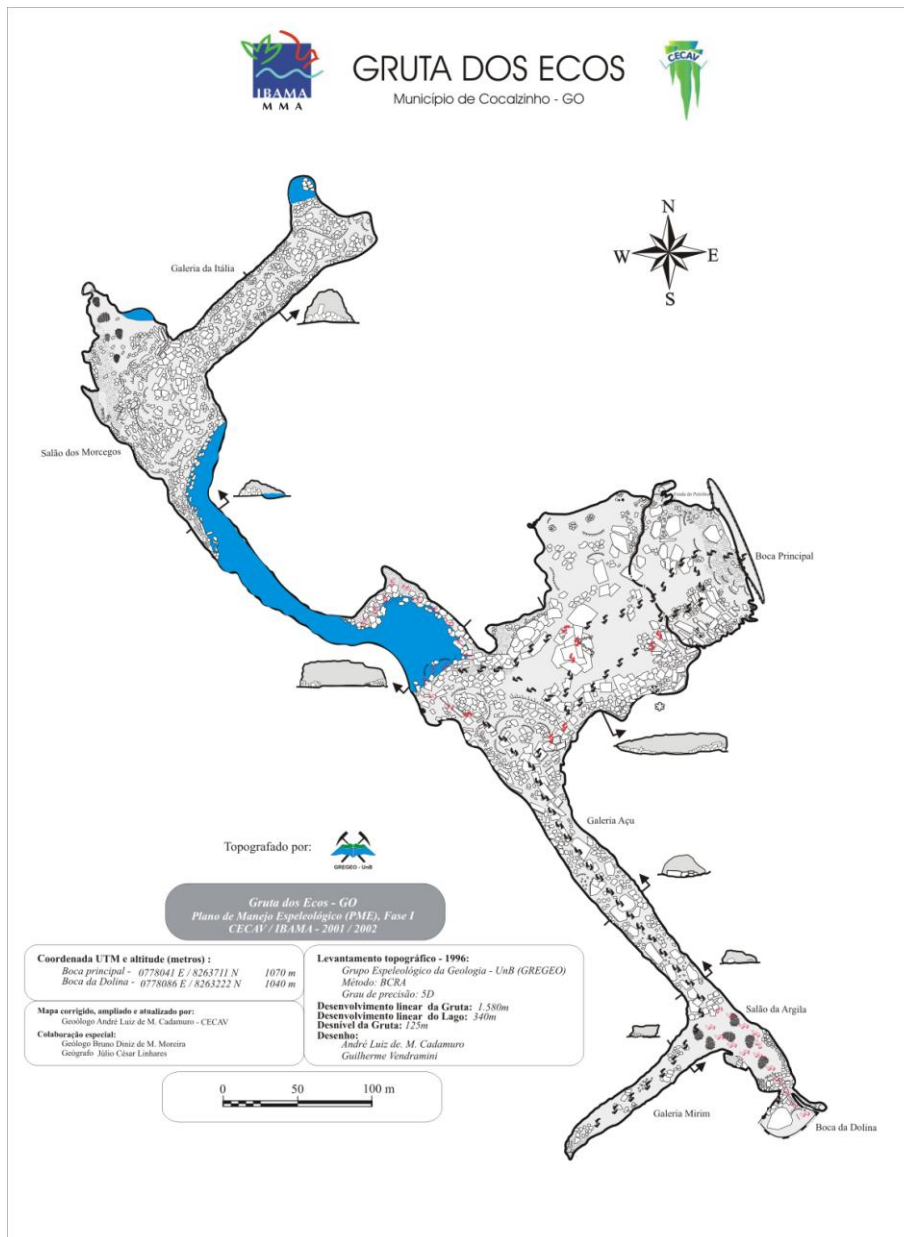 IBAMA
M M A
GRUTA DOS ECOS
Município de Cocalzinho - GO
CECAV
N
W E
S
Galeria da Itália
Salão dos Morcegos
Boca Principal
Galeria Açu
Topografado por:
GREGEO - UnB
Gruta dos Ecos - GO
Plano de Manejo Espeleológico (PME), Fase I
CECAV / IBAMA - 2001 / 2002
Coordenada UTM e altitude (metros) :
Boca principal - 0778041 E / 8263711 N 1070 m
Boca da Dolina - 0778086 E / 8263222 N 1040 m
Mapa corrigido, ampliado e atualizado por:
Geólogo André Luiz de M. Cadamuro - CECAV
Colaboração especial:
Geólogo Bruno Diniz de M. Moreira
Geógrafo Júlio César Linhares
Levantamento topográfico - 1996:
Grupo Espeleológico da Geologia - UnB (GREGEO)
Método: BCRA
Grau de precisão: 5D
Desenvolvimento linear da Gruta: 1.580m
Desenvolvimento linear do Lago: 340m
Desnível da Gruta: 125m
Desenho:
André Luiz de. M. Cadamuro
Guilherme Vendramini
0 50 100 m
Salão da Argila
Galeria Mirim
Boca da Dolina